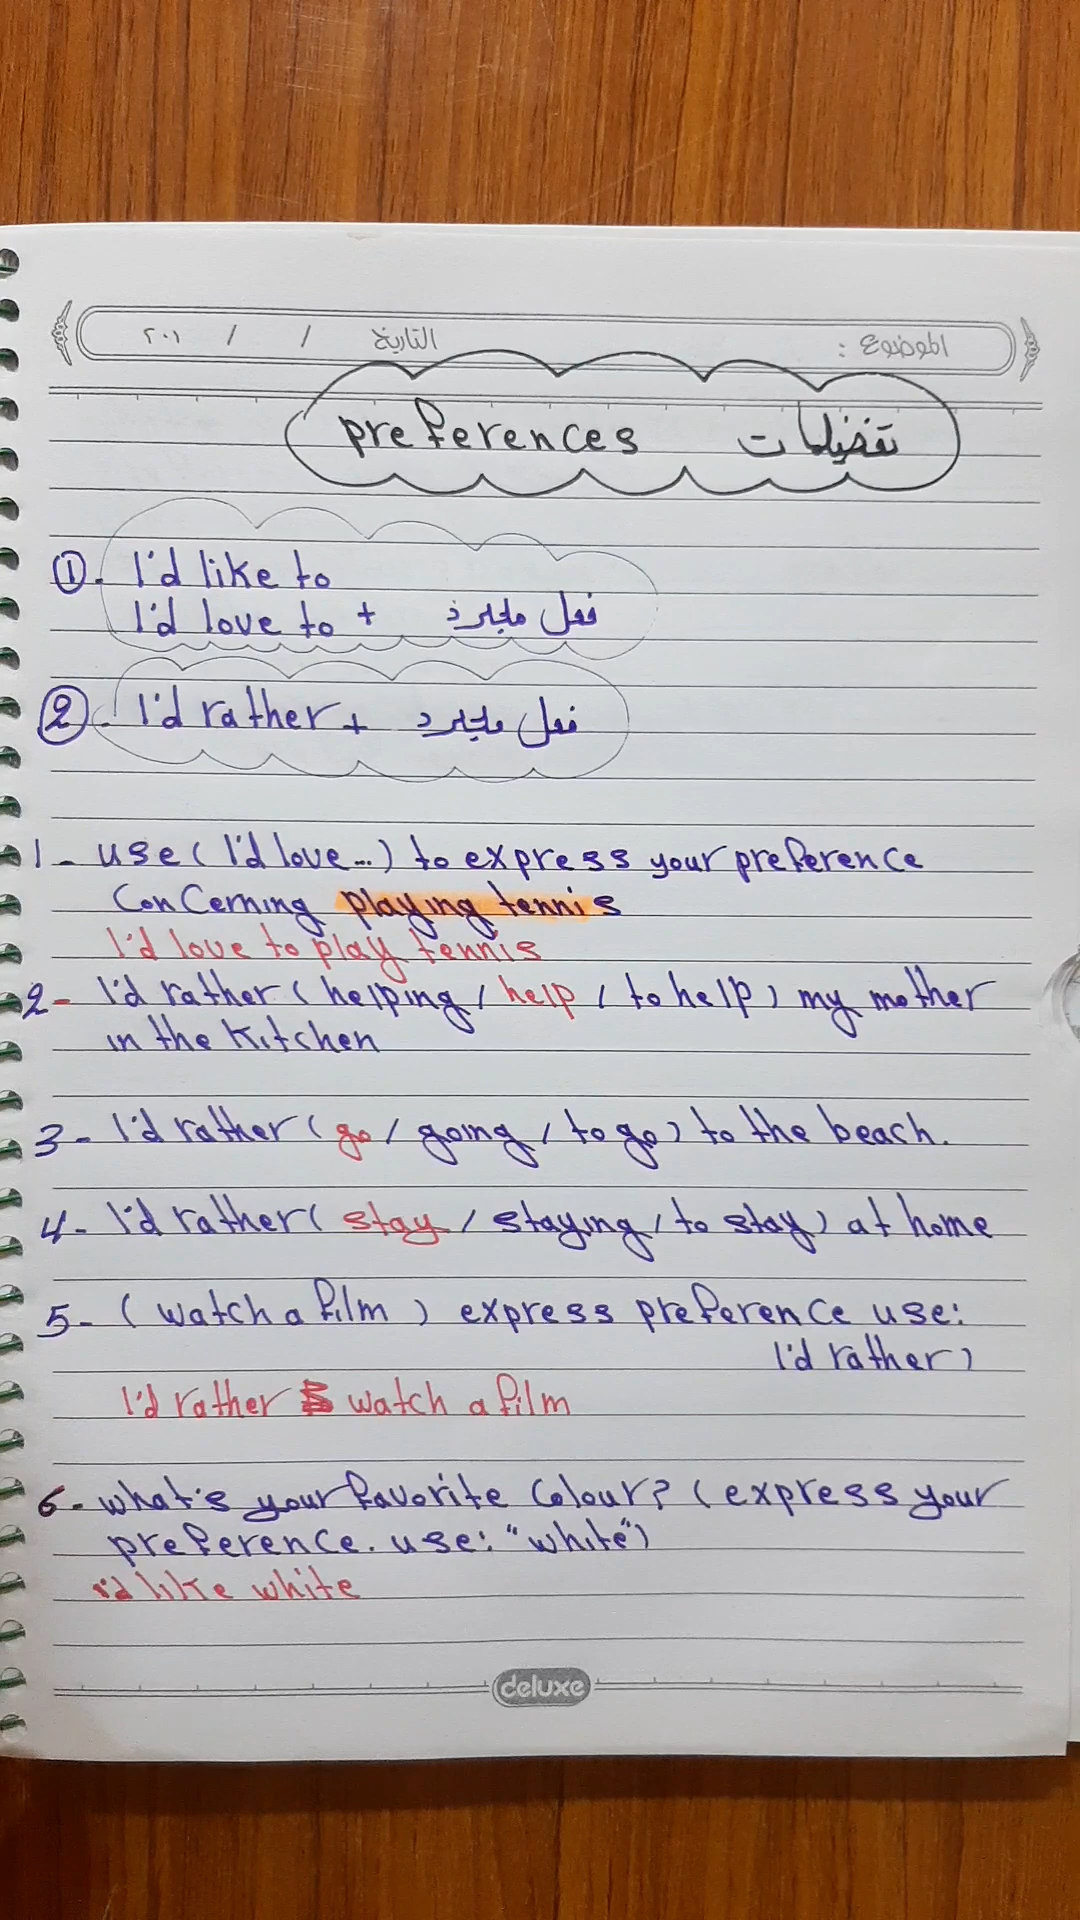 الموضوع : التاريخ / / ٢٠١
preferences تفضيلات
①. I'd like to
I'd love to + فعل مجرد
②. I'd rather + فعل مجرد
1- use (I'd love...) to express your preference
concerning playing tennis
I'd love to play tennis
2- I'd rather (helping / help / to help) my mother
in the kitchen
3- I'd rather (go / going / to go) to the beach.
4- I'd rather (stay / staying / to stay) at home
5- (watch a film) express preference use:
I'd rather)
I'd rather watch a film
6- what's your favorite colour? (express your
preference. use: "white")
I'd like white
deluxe